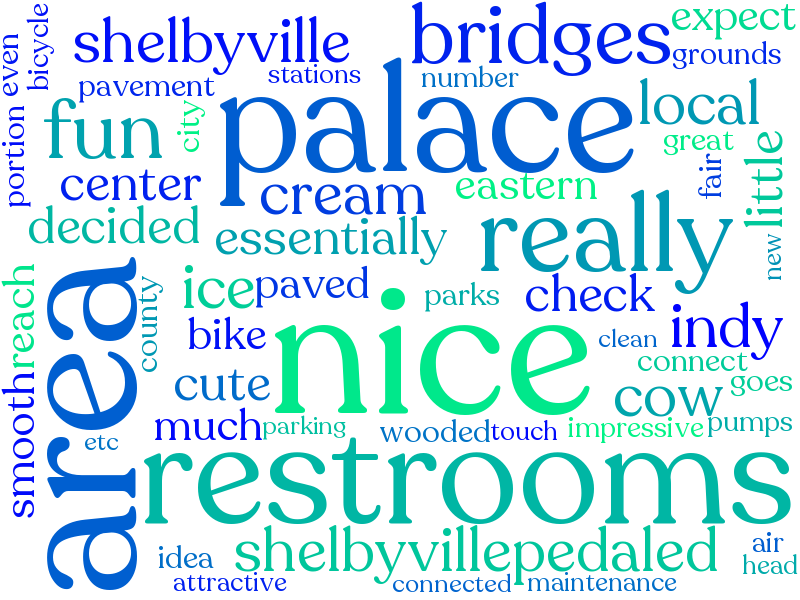 even
bicycle
shelbyville
bridges
expect
pavement
stations
number
grounds
portion
fun
city
palace
local
great
center
cream
eastern
fair
little
decided
essentially
really
new
area
reach
county
ice
paved
parks
check
indy
bike
nice
clean
connect
smooth
cute
cow
goes
etc
much
parking
wooded
touch
impressive
pumps
restrooms
idea
shelbyvillepedaled
air
head
attractive
connected
maintenance